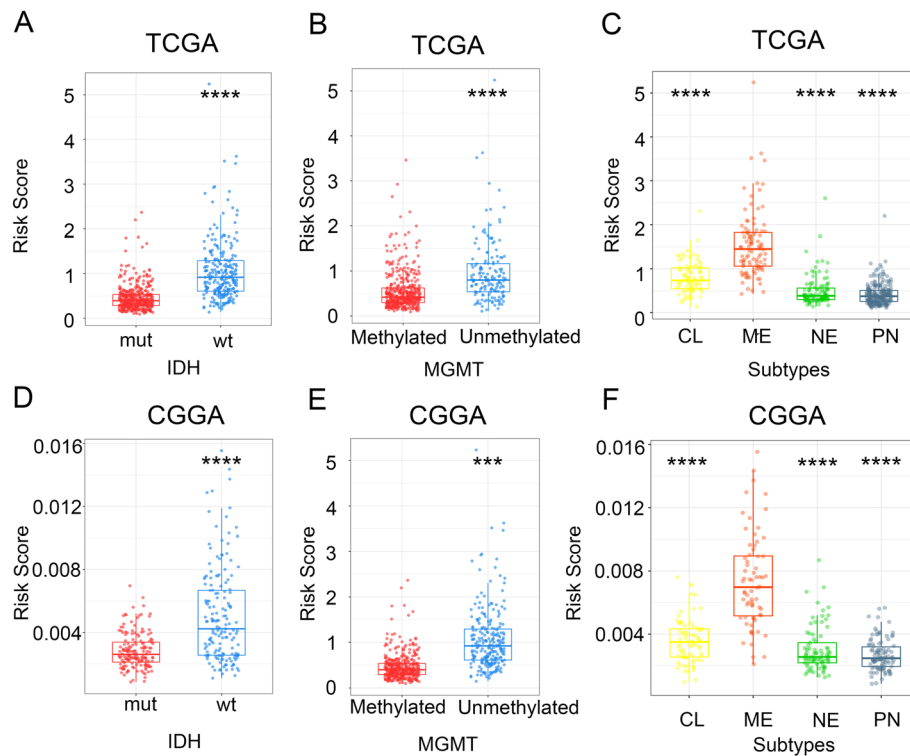 A
TCGA
Risk Score
5
4
3
2
1
0
****
mut
wt
IDH
B
TCGA
Risk Score
5
4
3
2
1
0
****
Methylated
Unmethylated
MGMT
C
TCGA
Risk Score
5
4
3
2
1
0
**** **** ****
CL ME NE PN
Subtypes
D
CGGA
Risk Score
0.016
0.012
0.008
0.004
****
mut
wt
IDH
E
CGGA
Risk Score
5
4
3
2
1
0
***
Methylated
Unmethylated
MGMT
F
CGGA
Risk Score
0.016
0.012
0.008
0.004
**** **** ****
CL ME NE PN
Subtypes